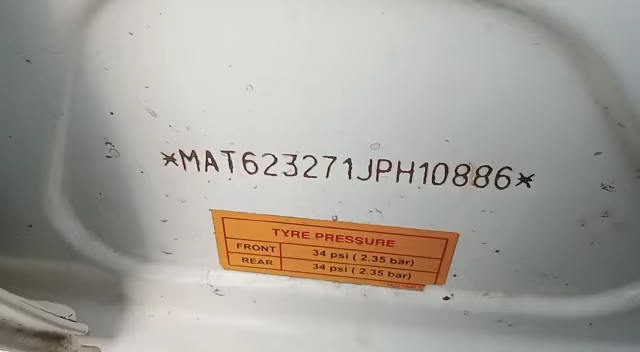 *MAT623271JPH10886*
TYRE PRESSURE
FRONT 34 psi ( 2.35 bar)
REAR 34 psi ( 2.35 bar)